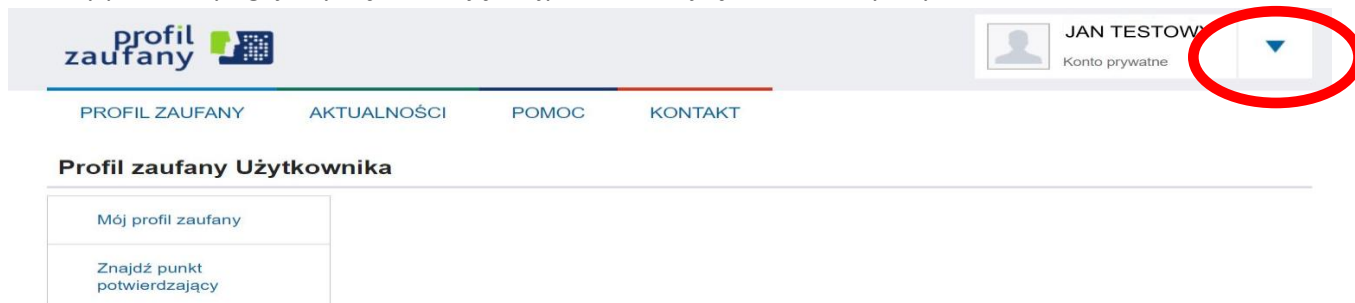 profil
zaufany
JAN TESTOWY
Konto prywatne
PROFIL ZAUFANY AKTUALNOŚCI POMOC KONTAKT
Profil zaufany Użytkownika
Mój profil zaufany
Znajdź punkt
potwierdzający